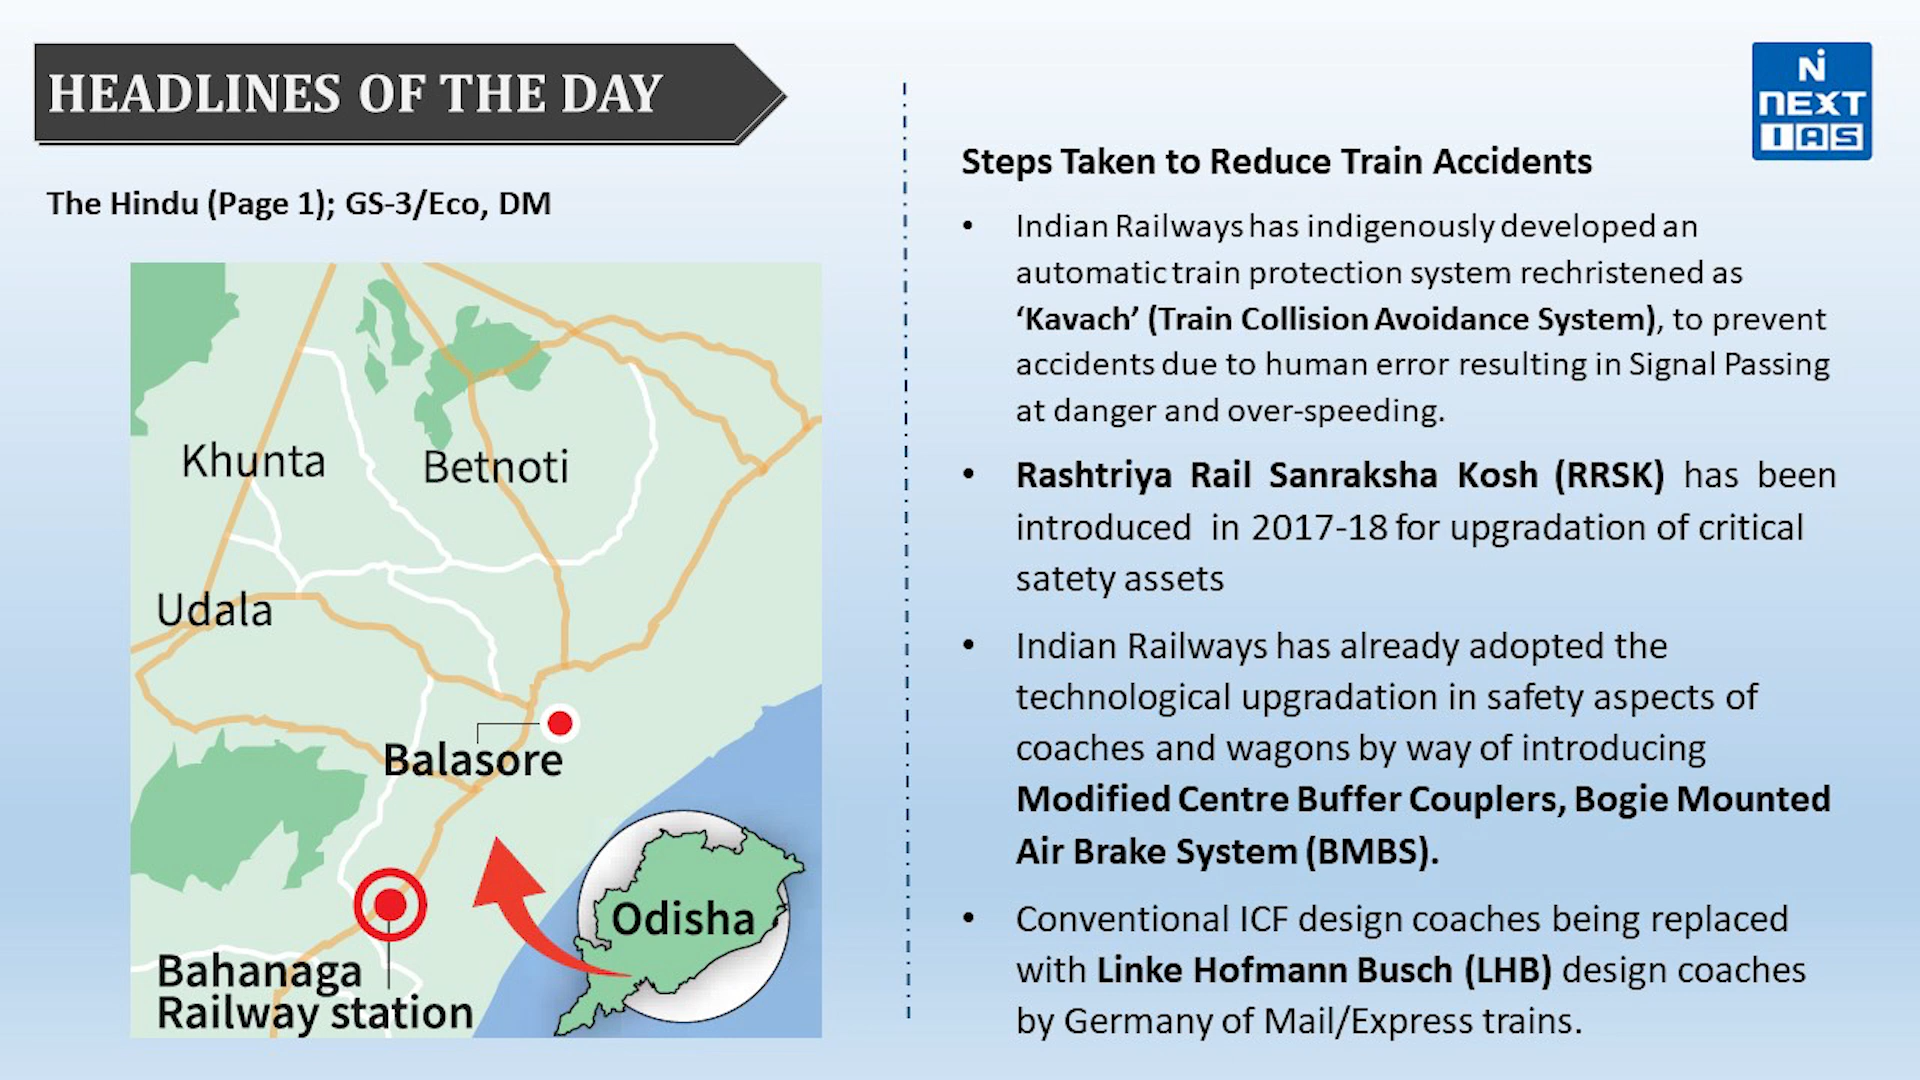 HEADLINES OF THE DAY
The Hindu (Page 1); GS-3/Eco, DM
Khunta
Betnoti
Udala
Balasore
Odisha
Bahanaga
Railway station
NEXT
IAS
Steps Taken to Reduce Train Accidents
• Indian Railways has indigenously developed an
automatic train protection system rechristened as
‘Kavach’ (Train Collision Avoidance System), to prevent
accidents due to human error resulting in Signal Passing
at danger and over-speeding.
• Rashtriya Rail Sanraksha Kosh (RRSK) has been
introduced in 2017-18 for upgradation of critical
satety assets
• Indian Railways has already adopted the
technological upgradation in safety aspects of
coaches and wagons by way of introducing
Modified Centre Buffer Couplers, Bogie Mounted
Air Brake System (BMBS).
• Conventional ICF design coaches being replaced
with Linke Hofmann Busch (LHB) design coaches
by Germany of Mail/Express trains.